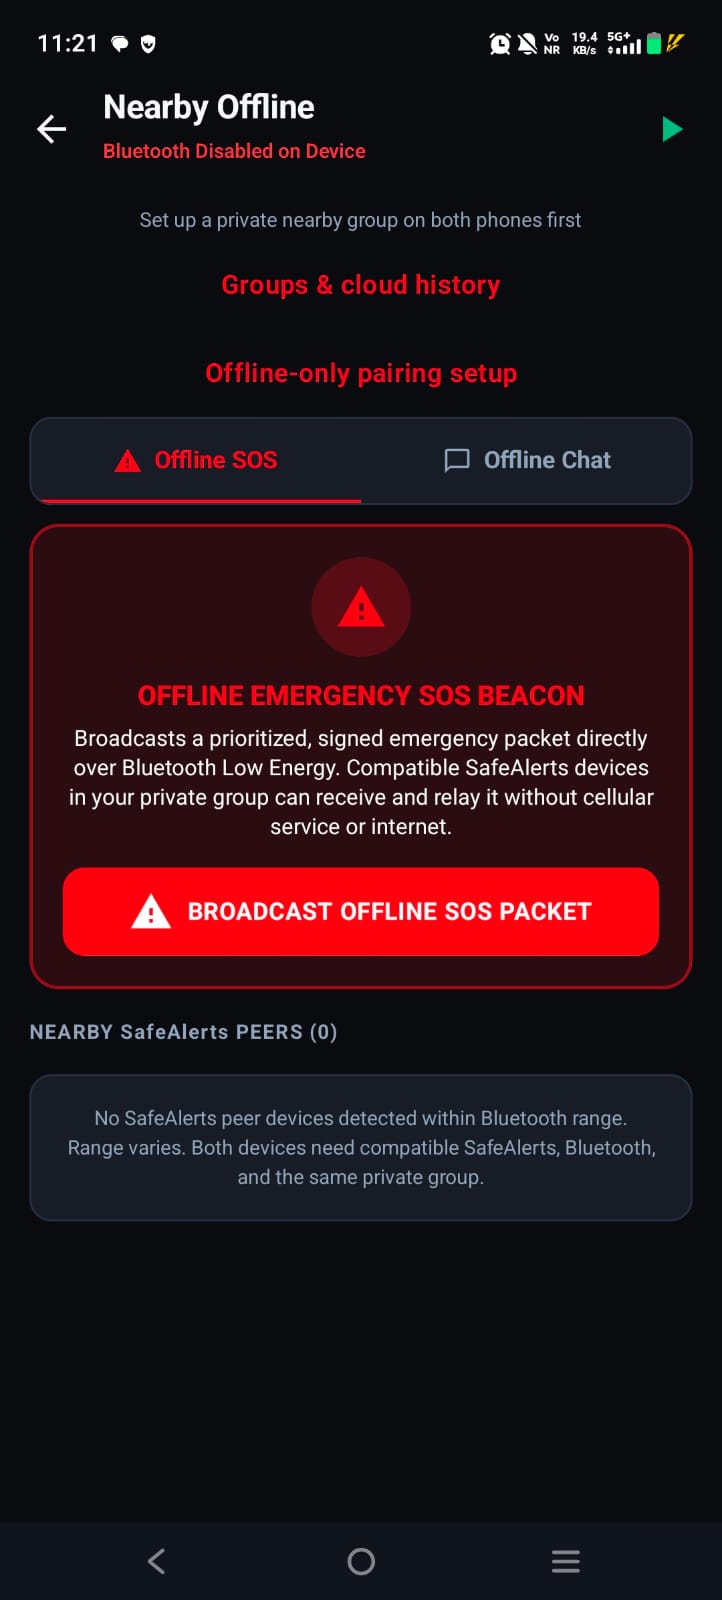 11:21
Vo NR
19.4 KB/s
5G+
Nearby Offline
Bluetooth Disabled on Device
Set up a private nearby group on both phones first
Groups & cloud history
Offline-only pairing setup
Offline SOS
Offline Chat
OFFLINE EMERGENCY SOS BEACON
Broadcasts a prioritized, signed emergency packet directly
over Bluetooth Low Energy. Compatible SafeAlerts devices
in your private group can receive and relay it without cellular
service or internet.
BROADCAST OFFLINE SOS PACKET
NEARBY SafeAlerts PEERS (0)
No SafeAlerts peer devices detected within Bluetooth range.
Range varies. Both devices need compatible SafeAlerts, Bluetooth,
and the same private group.